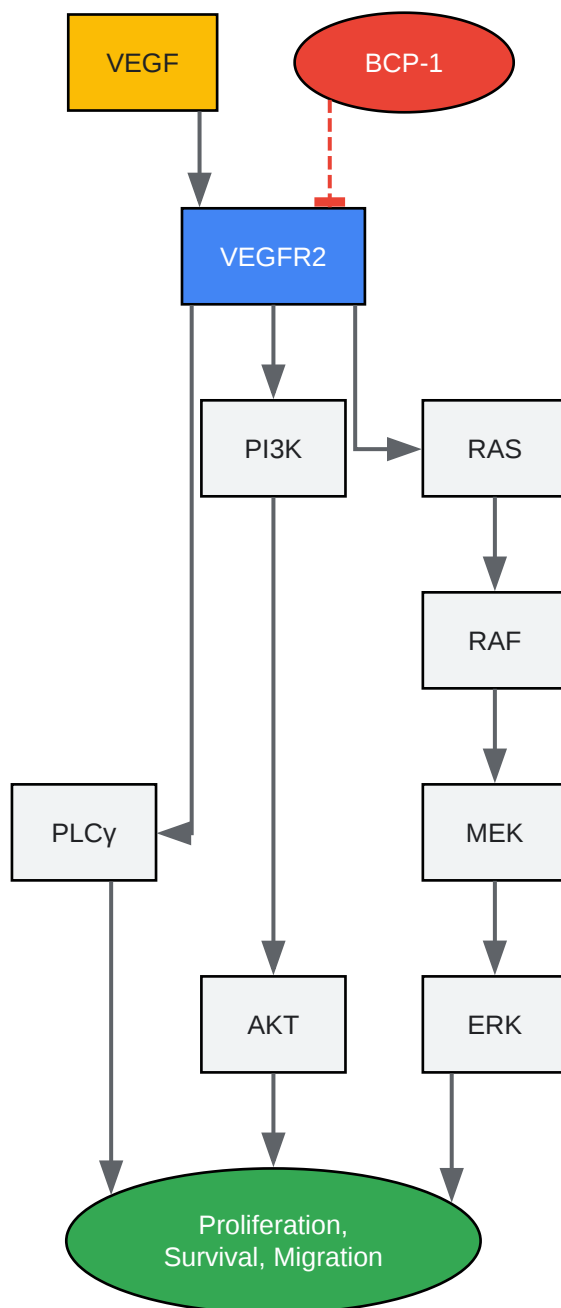 VEGF
BCP-1
VEGFR2
PI3K
RAS
RAF
PLCγ
MEK
AKT
ERK
Proliferation,
Survival, Migration